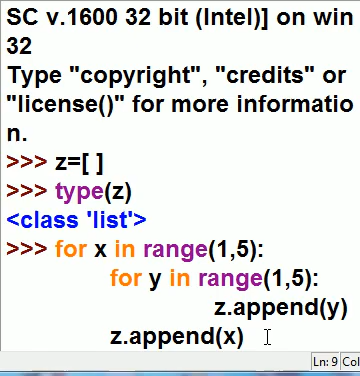 SC v.1600 32 bit (Intel)] on win
32
Type "copyright", "credits" or
"license()" for more informatio
n.
>>> z=[ ]
>>> type(z)
<class 'list'>
>>> for x in range(1,5):
for y in range(1,5):
z.append(y)
z.append(x)
Ln: 9 Col